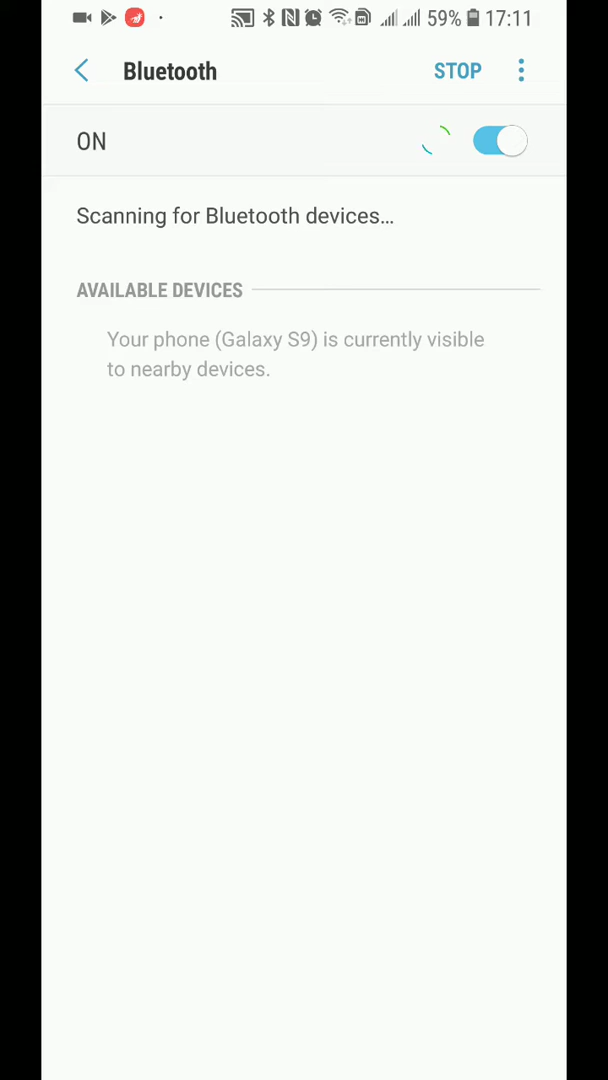 59% 17:11
Bluetooth STOP
ON
Scanning for Bluetooth devices...
AVAILABLE DEVICES
Your phone (Galaxy S9) is currently visible
to nearby devices.